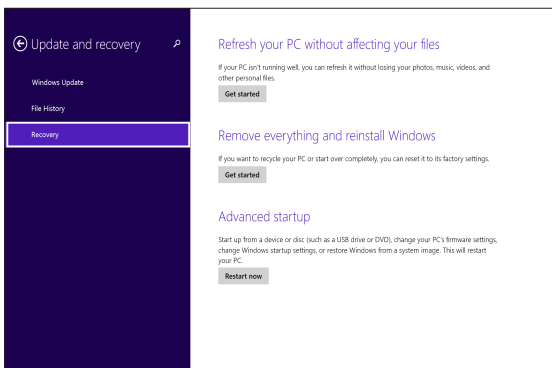 Update and recovery
Windows Update
File History
Recovery
Refresh your PC without affecting your files
If your PC isn't running well, you can refresh it without losing your photos, music, videos, and
other personal files.
Get started
Remove everything and reinstall Windows
If you want to recycle your PC or start over completely, you can reset it to its factory settings.
Get started
Advanced startup
Start up from a device or disc (such as a USB drive or DVD), change your PC's firmware settings,
change Windows startup settings, or restore Windows from a system image. This will restart
your PC.
Restart now